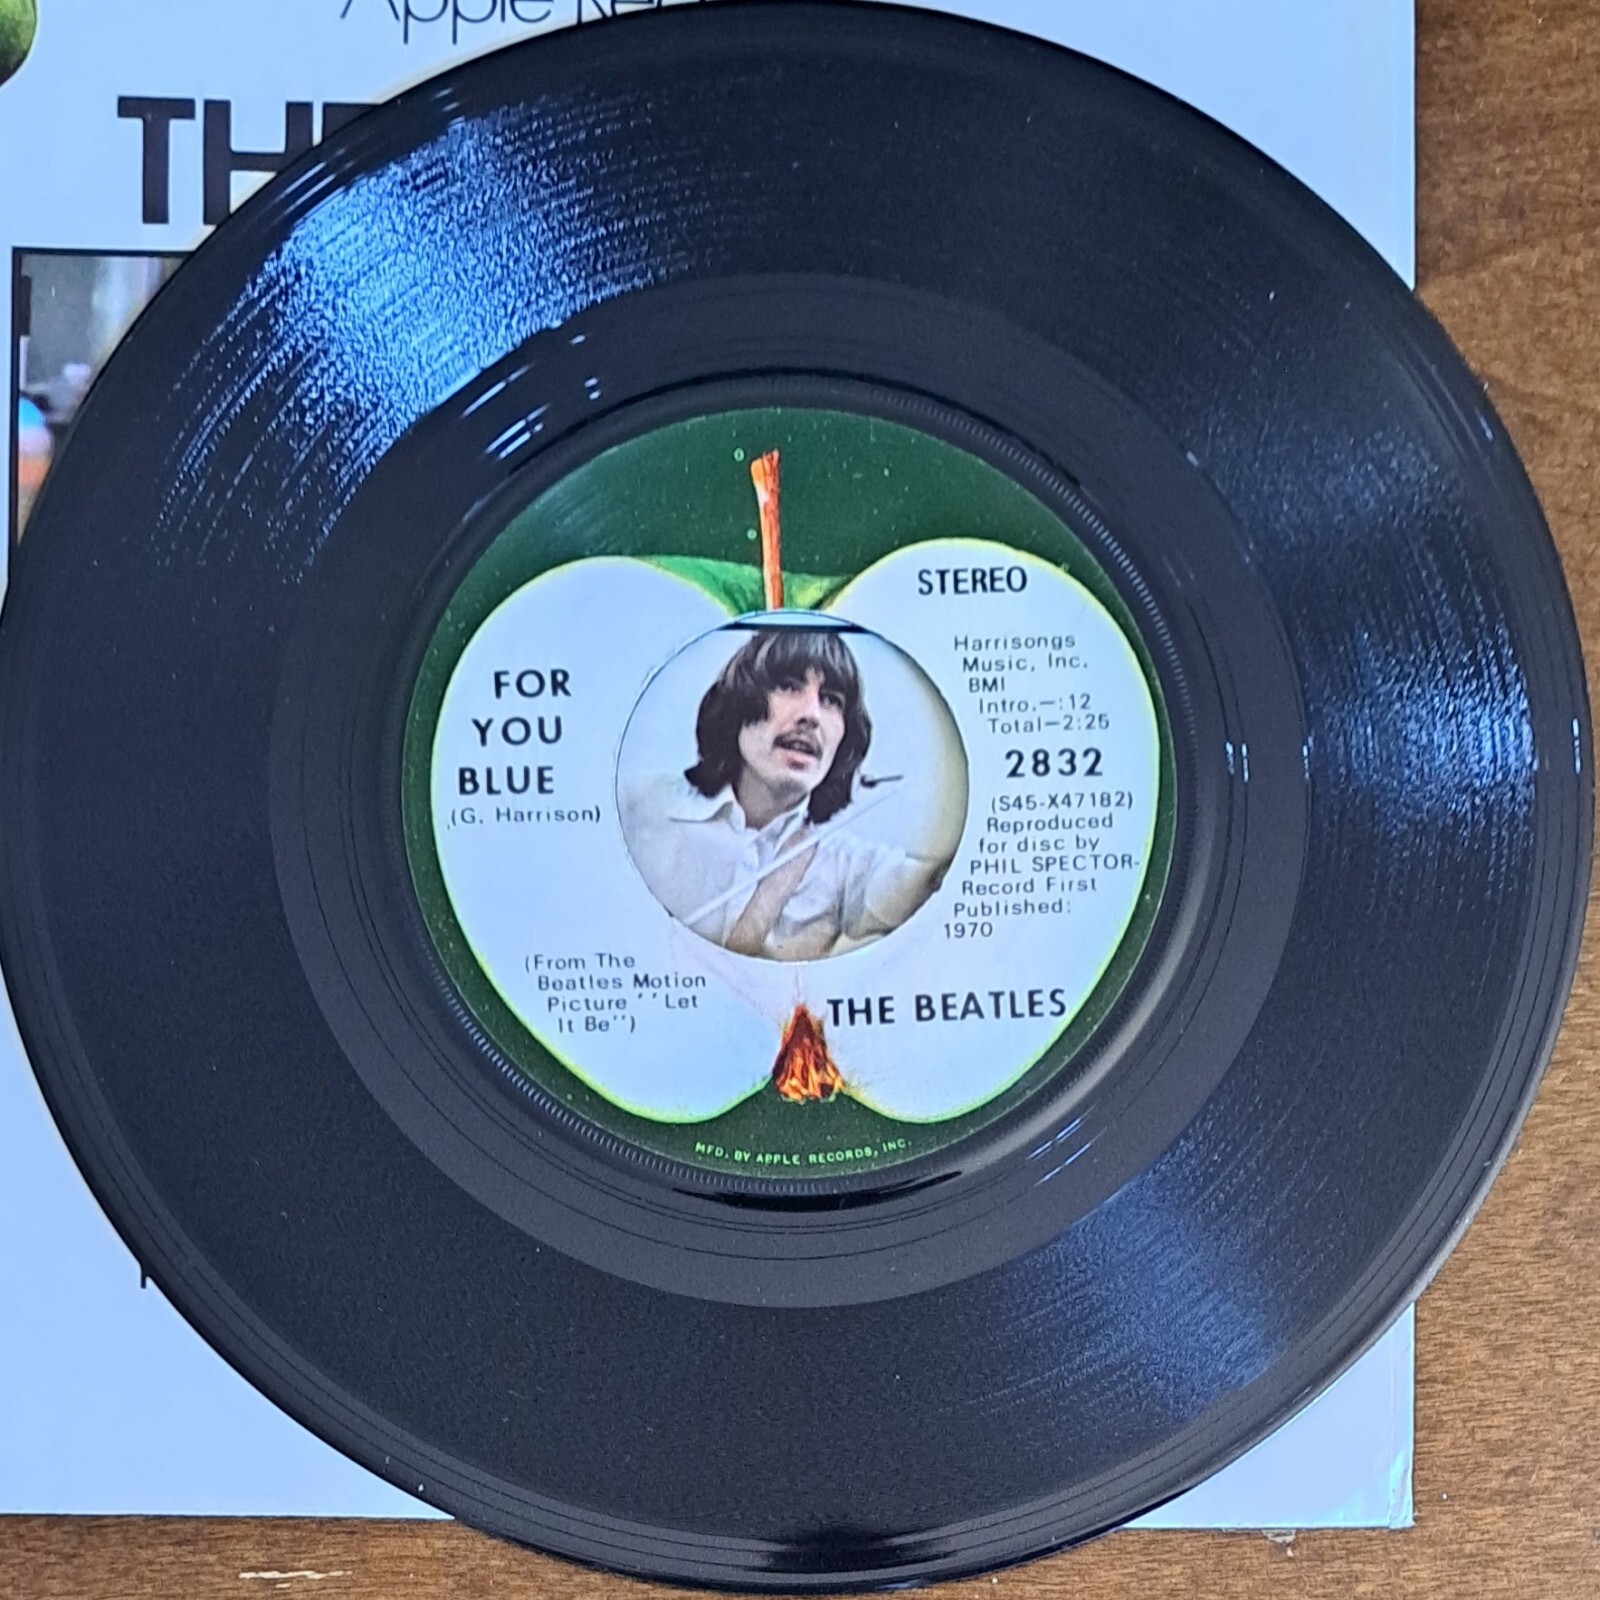 Apple
THE
STEREO
FOR
YOU
BLUE
(G. Harrison)
Harrisongs
Music, Inc.
BMI
Intro.—:12
Total—2:25
2832
(S45-X47182)
Reproduced
for disc by
PHIL SPECTOR-
Record First
Published:
1970
(From The
Beatles Motion
Picture ''Let
It Be'')
THE BEATLES
MFD. BY APPLE RECORDS, INC.